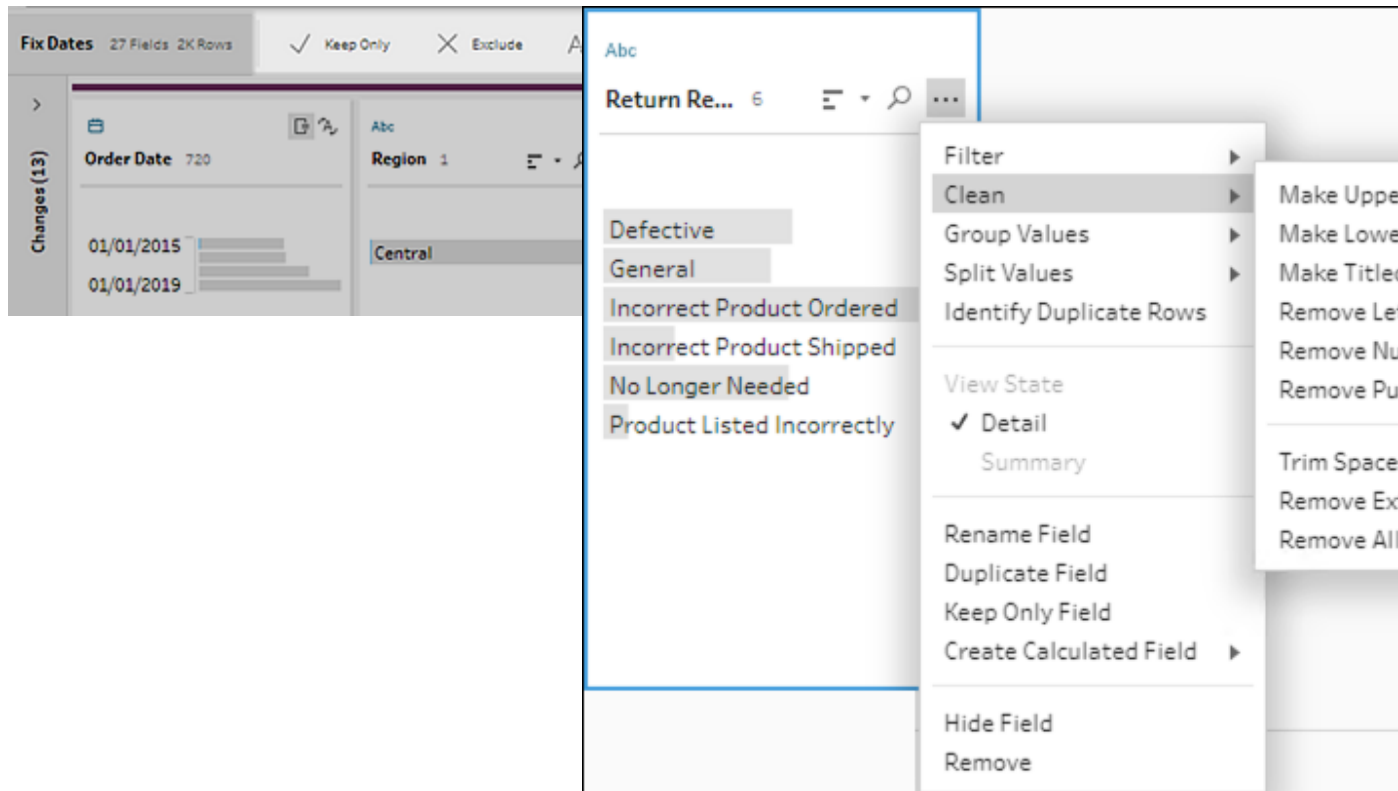 Fix Dates 27 Fields 2K Rows Keep Only Exclude
Changes (13)
Order Date 720
01/01/2015
01/01/2019
Abc
Region 1
Central
Abc
Return Re... 6 ...
Defective
General
Incorrect Product Ordered
Incorrect Product Shipped
No Longer Needed
Product Listed Incorrectly
Filter
Clean
Group Values
Split Values
Identify Duplicate Rows
View State
✓ Detail
Summary
Rename Field
Duplicate Field
Keep Only Field
Create Calculated Field
Hide Field
Remove
Make Uppe
Make Lowe
Make Title
Remove Le
Remove Nu
Remove Pu
Trim Space
Remove Ex
Remove All